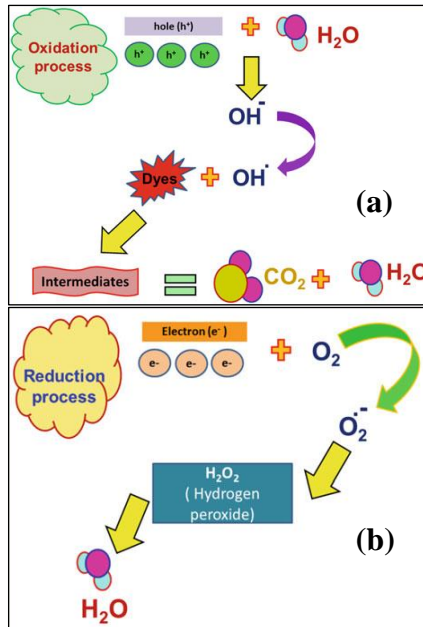 Oxidation
process
hole (h⁺)
h⁺ h⁺ h⁺
H₂O
OH⁻
Dyes
OH·
(a)
Intermediates
CO₂
H₂O
Reduction
process
Electron (e⁻)
e- e- e-
O₂
O₂·⁻
H₂O₂
( Hydrogen
peroxide)
(b)
H₂O